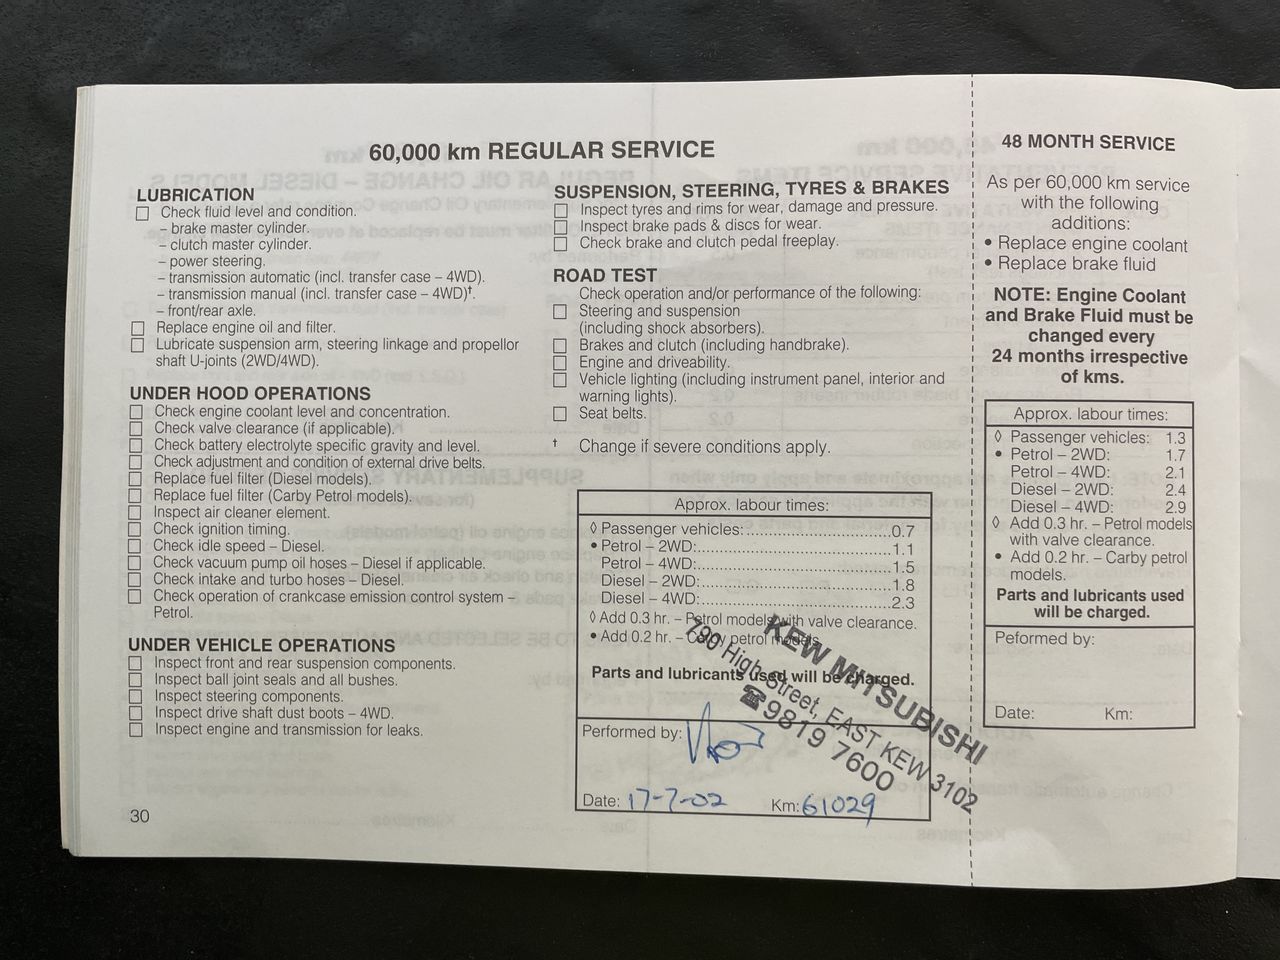 60,000 km REGULAR SERVICE
LUBRICATION
Check fluid level and condition.
– brake master cylinder.
– clutch master cylinder.
– power steering.
– transmission automatic (incl. transfer case – 4WD).
– transmission manual (incl. transfer case – 4WD)†.
– front/rear axle.
Replace engine oil and filter.
Lubricate suspension arm, steering linkage and propellor
shaft U-joints (2WD/4WD).
UNDER HOOD OPERATIONS
Check engine coolant level and concentration.
Check valve clearance (if applicable).
Check battery electrolyte specific gravity and level.
Check adjustment and condition of external drive belts.
Replace fuel filter (Diesel models).
Replace fuel filter (Carby Petrol models).
Inspect air cleaner element.
Check ignition timing.
Check idle speed – Diesel.
Check vacuum pump oil hoses – Diesel if applicable.
Check intake and turbo hoses – Diesel.
Check operation of crankcase emission control system –
Petrol.
UNDER VEHICLE OPERATIONS
Inspect front and rear suspension components.
Inspect ball joint seals and all bushes.
Inspect steering components.
Inspect drive shaft dust boots – 4WD.
Inspect engine and transmission for leaks.
30
SUSPENSION, STEERING, TYRES & BRAKES
Inspect tyres and rims for wear, damage and pressure.
Inspect brake pads & discs for wear.
Check brake and clutch pedal freeplay.
ROAD TEST
Check operation and/or performance of the following:
Steering and suspension
(including shock absorbers).
Brakes and clutch (including handbrake).
Engine and driveability.
Vehicle lighting (including instrument panel, interior and
warning lights).
Seat belts.
† Change if severe conditions apply.
Approx. labour times:
◊ Passenger vehicles:..............................0.7
• Petrol – 2WD:.........................................1.1
Petrol – 4WD:.........................................1.5
Diesel – 2WD:.........................................1.8
Diesel – 4WD:.........................................2.3
◊ Add 0.3 hr. – Petrol models with valve clearance.
• Add 0.2 hr. – Carby petrol models.
Parts and lubricants used will be charged.
Performed by:
Date: 17-7-02 Km: 61029
KEW MITSUBISHI
790 High Street, EAST KEW 3102
☎9819 7600
48 MONTH SERVICE
As per 60,000 km service
with the following
additions:
• Replace engine coolant
• Replace brake fluid
NOTE: Engine Coolant
and Brake Fluid must be
changed every
24 months irrespective
of kms.
Approx. labour times:
◊ Passenger vehicles: 1.3
• Petrol – 2WD: 1.7
Petrol – 4WD: 2.1
Diesel – 2WD: 2.4
Diesel – 4WD: 2.9
◊ Add 0.3 hr. – Petrol models
with valve clearance.
• Add 0.2 hr. – Carby petrol
models.
Parts and lubricants used
will be charged.
Peformed by:
Date: Km: